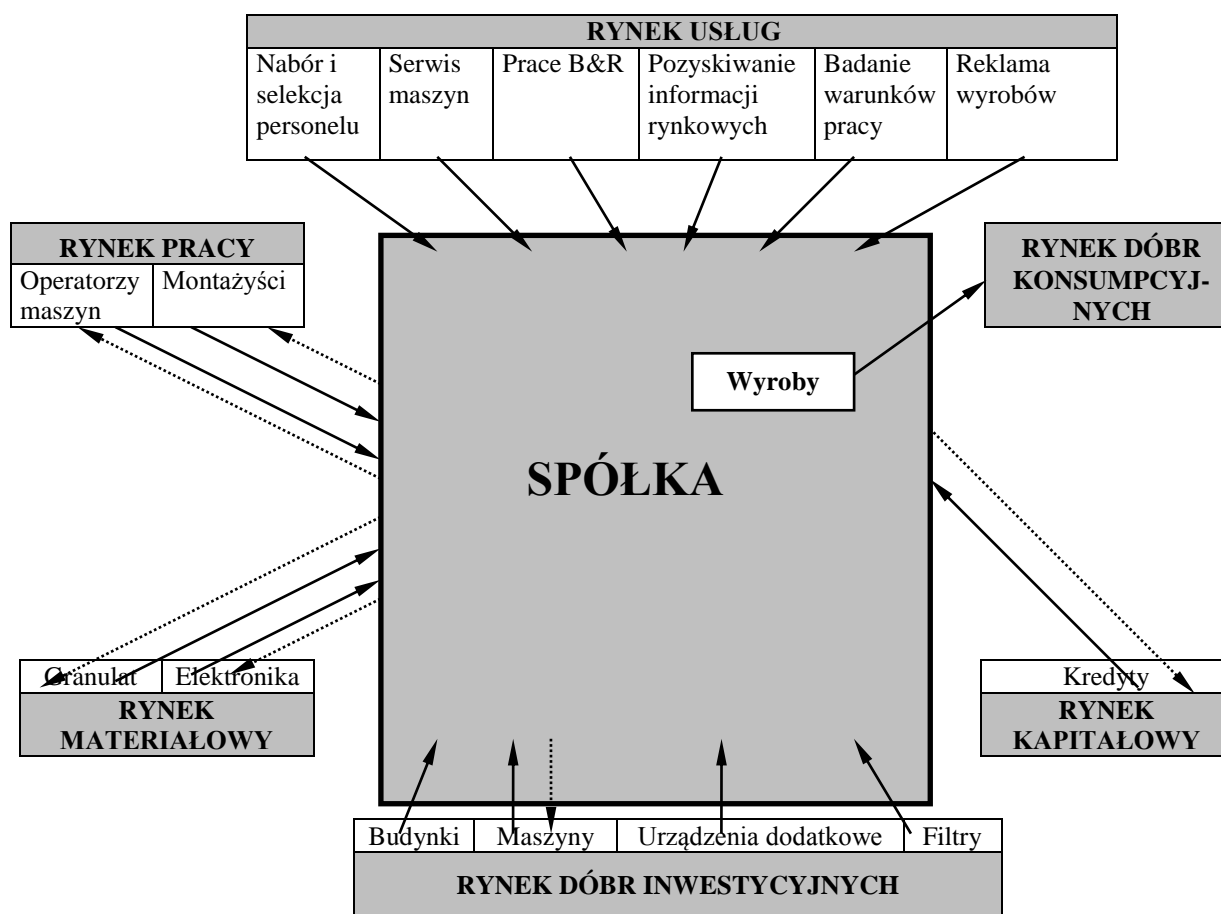 RYNEK USŁUG
Nabór i
selekcja
personelu
Serwis
maszyn
Prace B&R
Pozyskiwanie
informacji
rynkowych
Badanie
warunków
pracy
Reklama
wyrobów
RYNEK PRACY
Operatorzy
maszyn
Montażyści
RYNEK DÓBR
KONSUMPCYJ-
NYCH
Wyroby
SPÓŁKA
Granulat
Elektronika
RYNEK
MATERIAŁOWY
Kredyty
RYNEK
KAPITAŁOWY
Budynki
Maszyny
Urządzenia dodatkowe
Filtry
RYNEK DÓBR INWESTYCYJNYCH